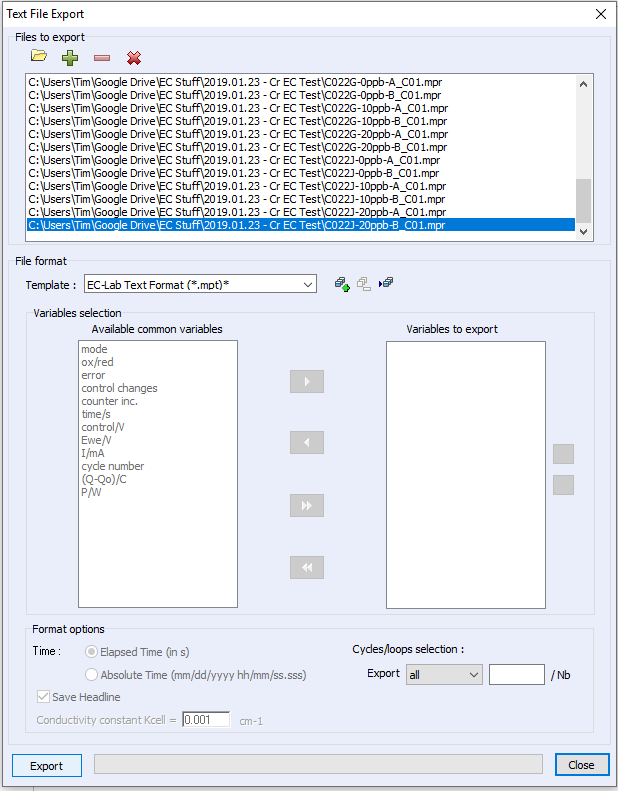 Text File Export
Files to export
C:\Users\Tim\Google Drive\EC Stuff\2019.01.23 - Cr EC Test\C022G-0ppb-A_C01.mpr
C:\Users\Tim\Google Drive\EC Stuff\2019.01.23 - Cr EC Test\C022G-0ppb-B_C01.mpr
C:\Users\Tim\Google Drive\EC Stuff\2019.01.23 - Cr EC Test\C022G-10ppb-A_C01.mpr
C:\Users\Tim\Google Drive\EC Stuff\2019.01.23 - Cr EC Test\C022G-10ppb-B_C01.mpr
C:\Users\Tim\Google Drive\EC Stuff\2019.01.23 - Cr EC Test\C022G-20ppb-A_C01.mpr
C:\Users\Tim\Google Drive\EC Stuff\2019.01.23 - Cr EC Test\C022G-20ppb-B_C01.mpr
C:\Users\Tim\Google Drive\EC Stuff\2019.01.23 - Cr EC Test\C022J-0ppb-A_C01.mpr
C:\Users\Tim\Google Drive\EC Stuff\2019.01.23 - Cr EC Test\C022J-0ppb-B_C01.mpr
C:\Users\Tim\Google Drive\EC Stuff\2019.01.23 - Cr EC Test\C022J-10ppb-A_C01.mpr
C:\Users\Tim\Google Drive\EC Stuff\2019.01.23 - Cr EC Test\C022J-10ppb-B_C01.mpr
C:\Users\Tim\Google Drive\EC Stuff\2019.01.23 - Cr EC Test\C022J-20ppb-A_C01.mpr
C:\Users\Tim\Google Drive\EC Stuff\2019.01.23 - Cr EC Test\C022J-20ppb-B_C01.mpr
File format
Template : EC-Lab Text Format (*.mpt)*
Variables selection
Available common variables
mode
ox/red
error
control changes
counter inc.
time/s
control/V
Ewe/V
I/mA
cycle number
(Q-Qo)/C
P/W
Variables to export
Format options
Time : Elapsed Time (in s)
Absolute Time (mm/dd/yyyy hh/mm/ss.sss)
Save Headline
Conductivity constant Kcell = 0.001 cm-1
Cycles/loops selection :
Export all / Nb
Export
Close